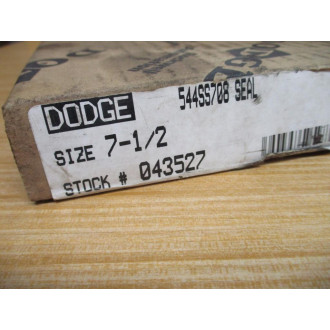 DODGE 544SS708 SEAL
SIZE 7-1/2
STOCK # 043527